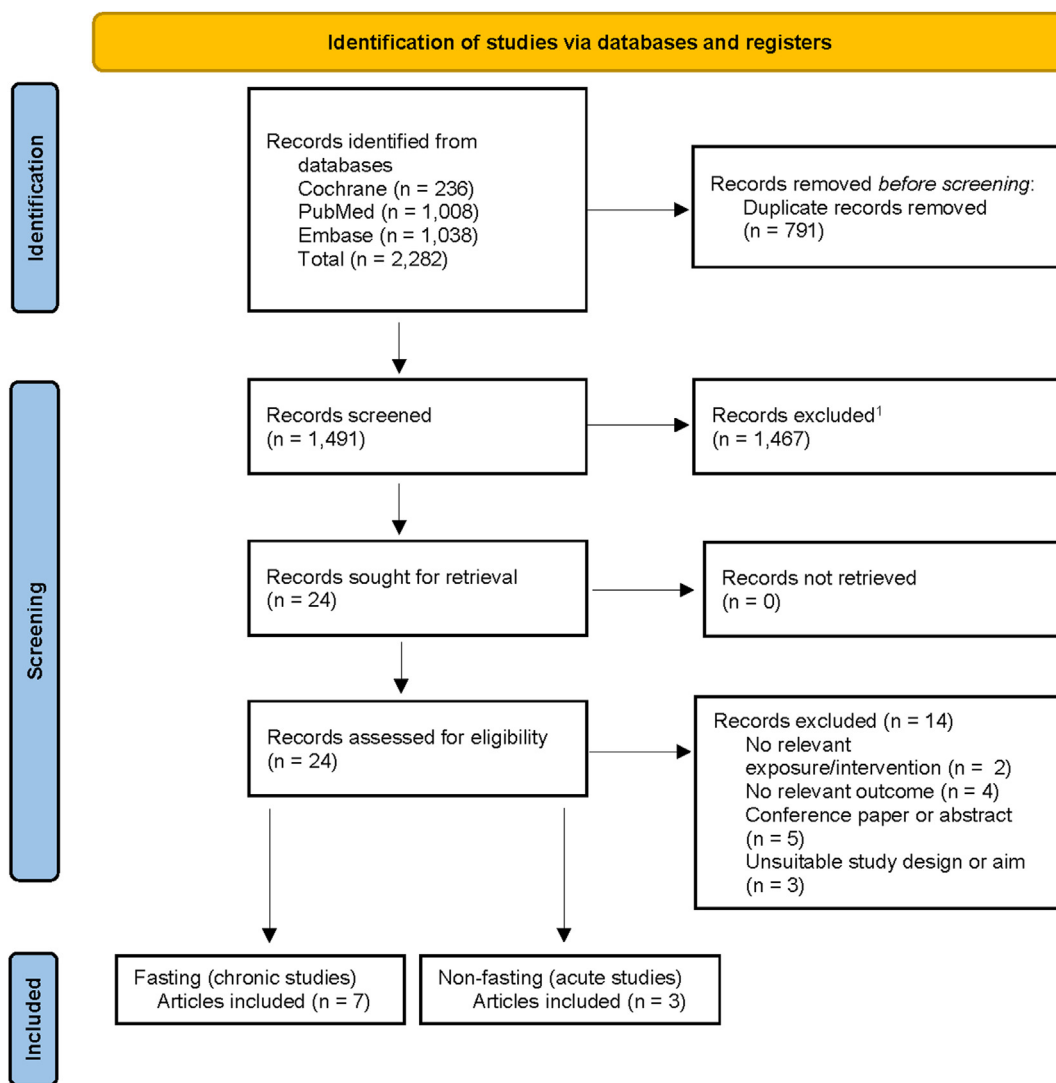 Identification of studies via databases and registers
Identification
Records identified from
databases
Cochrane (n = 236)
PubMed (n = 1,008)
Embase (n = 1,038)
Total (n = 2,282)
Records removed before screening:
Duplicate records removed
(n = 791)
Screening
Records screened
(n = 1,491)
Records excluded¹
(n = 1,467)
Records sought for retrieval
(n = 24)
Records not retrieved
(n = 0)
Records assessed for eligibility
(n = 24)
Records excluded (n = 14)
No relevant
exposure/intervention (n = 2)
No relevant outcome (n = 4)
Conference paper or abstract
(n = 5)
Unsuitable study design or aim
(n = 3)
Included
Fasting (chronic studies)
Articles included (n = 7)
Non-fasting (acute studies)
Articles included (n = 3)